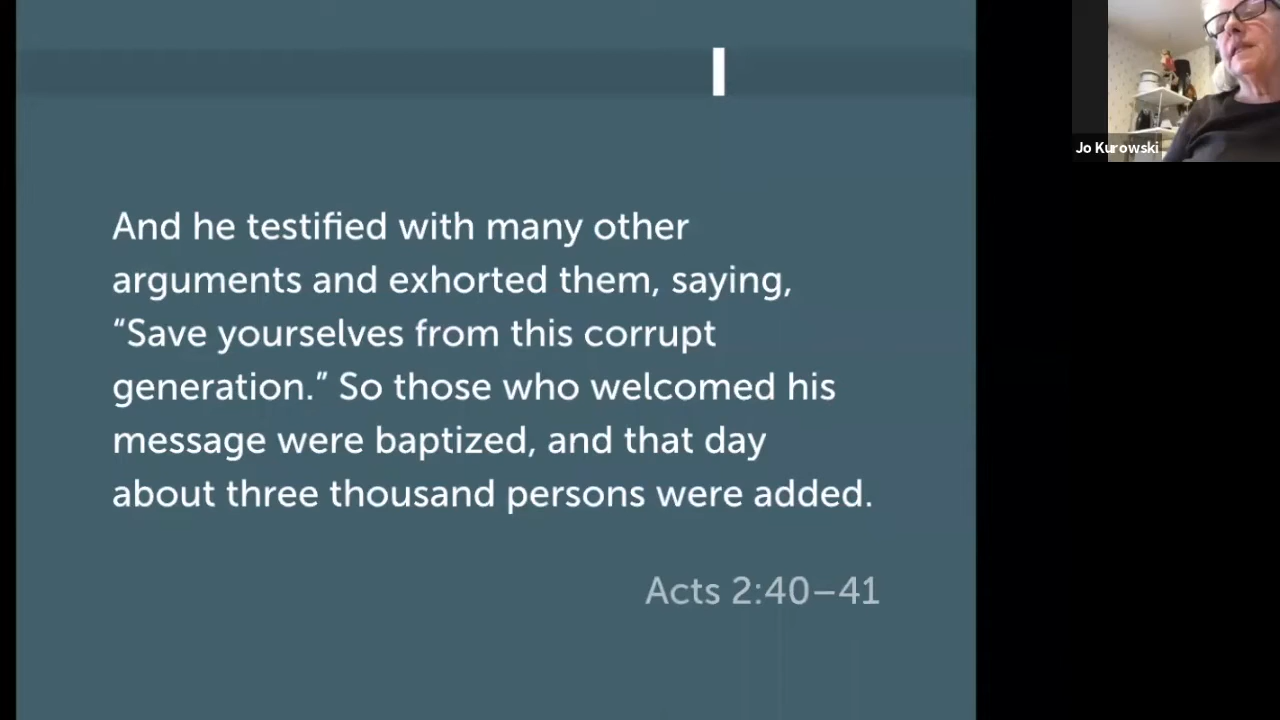 And he testified with many other
arguments and exhorted them, saying,
“Save yourselves from this corrupt
generation.” So those who welcomed his
message were baptized, and that day
about three thousand persons were added.
Acts 2:40–41
Jo Kurowski